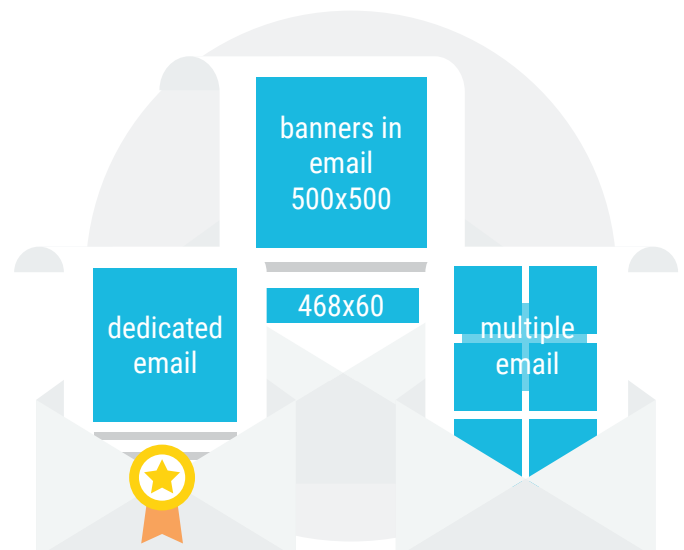 banners in
email
500x500
468x60
dedicated
email
multiple
email